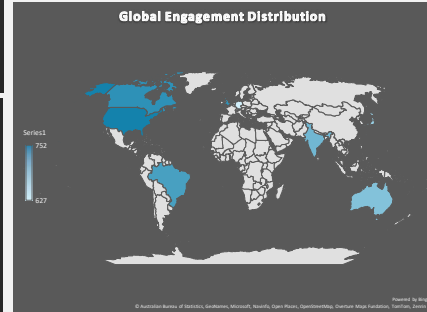 Global Engagement Distribution
Series1
752
627
Powered by Bing
© Australian Bureau of Statistics, GeoNames, Microsoft, Navinfo, Open Places, OpenStreetMap, Overture Maps Fundation, TomTom, Zenrin